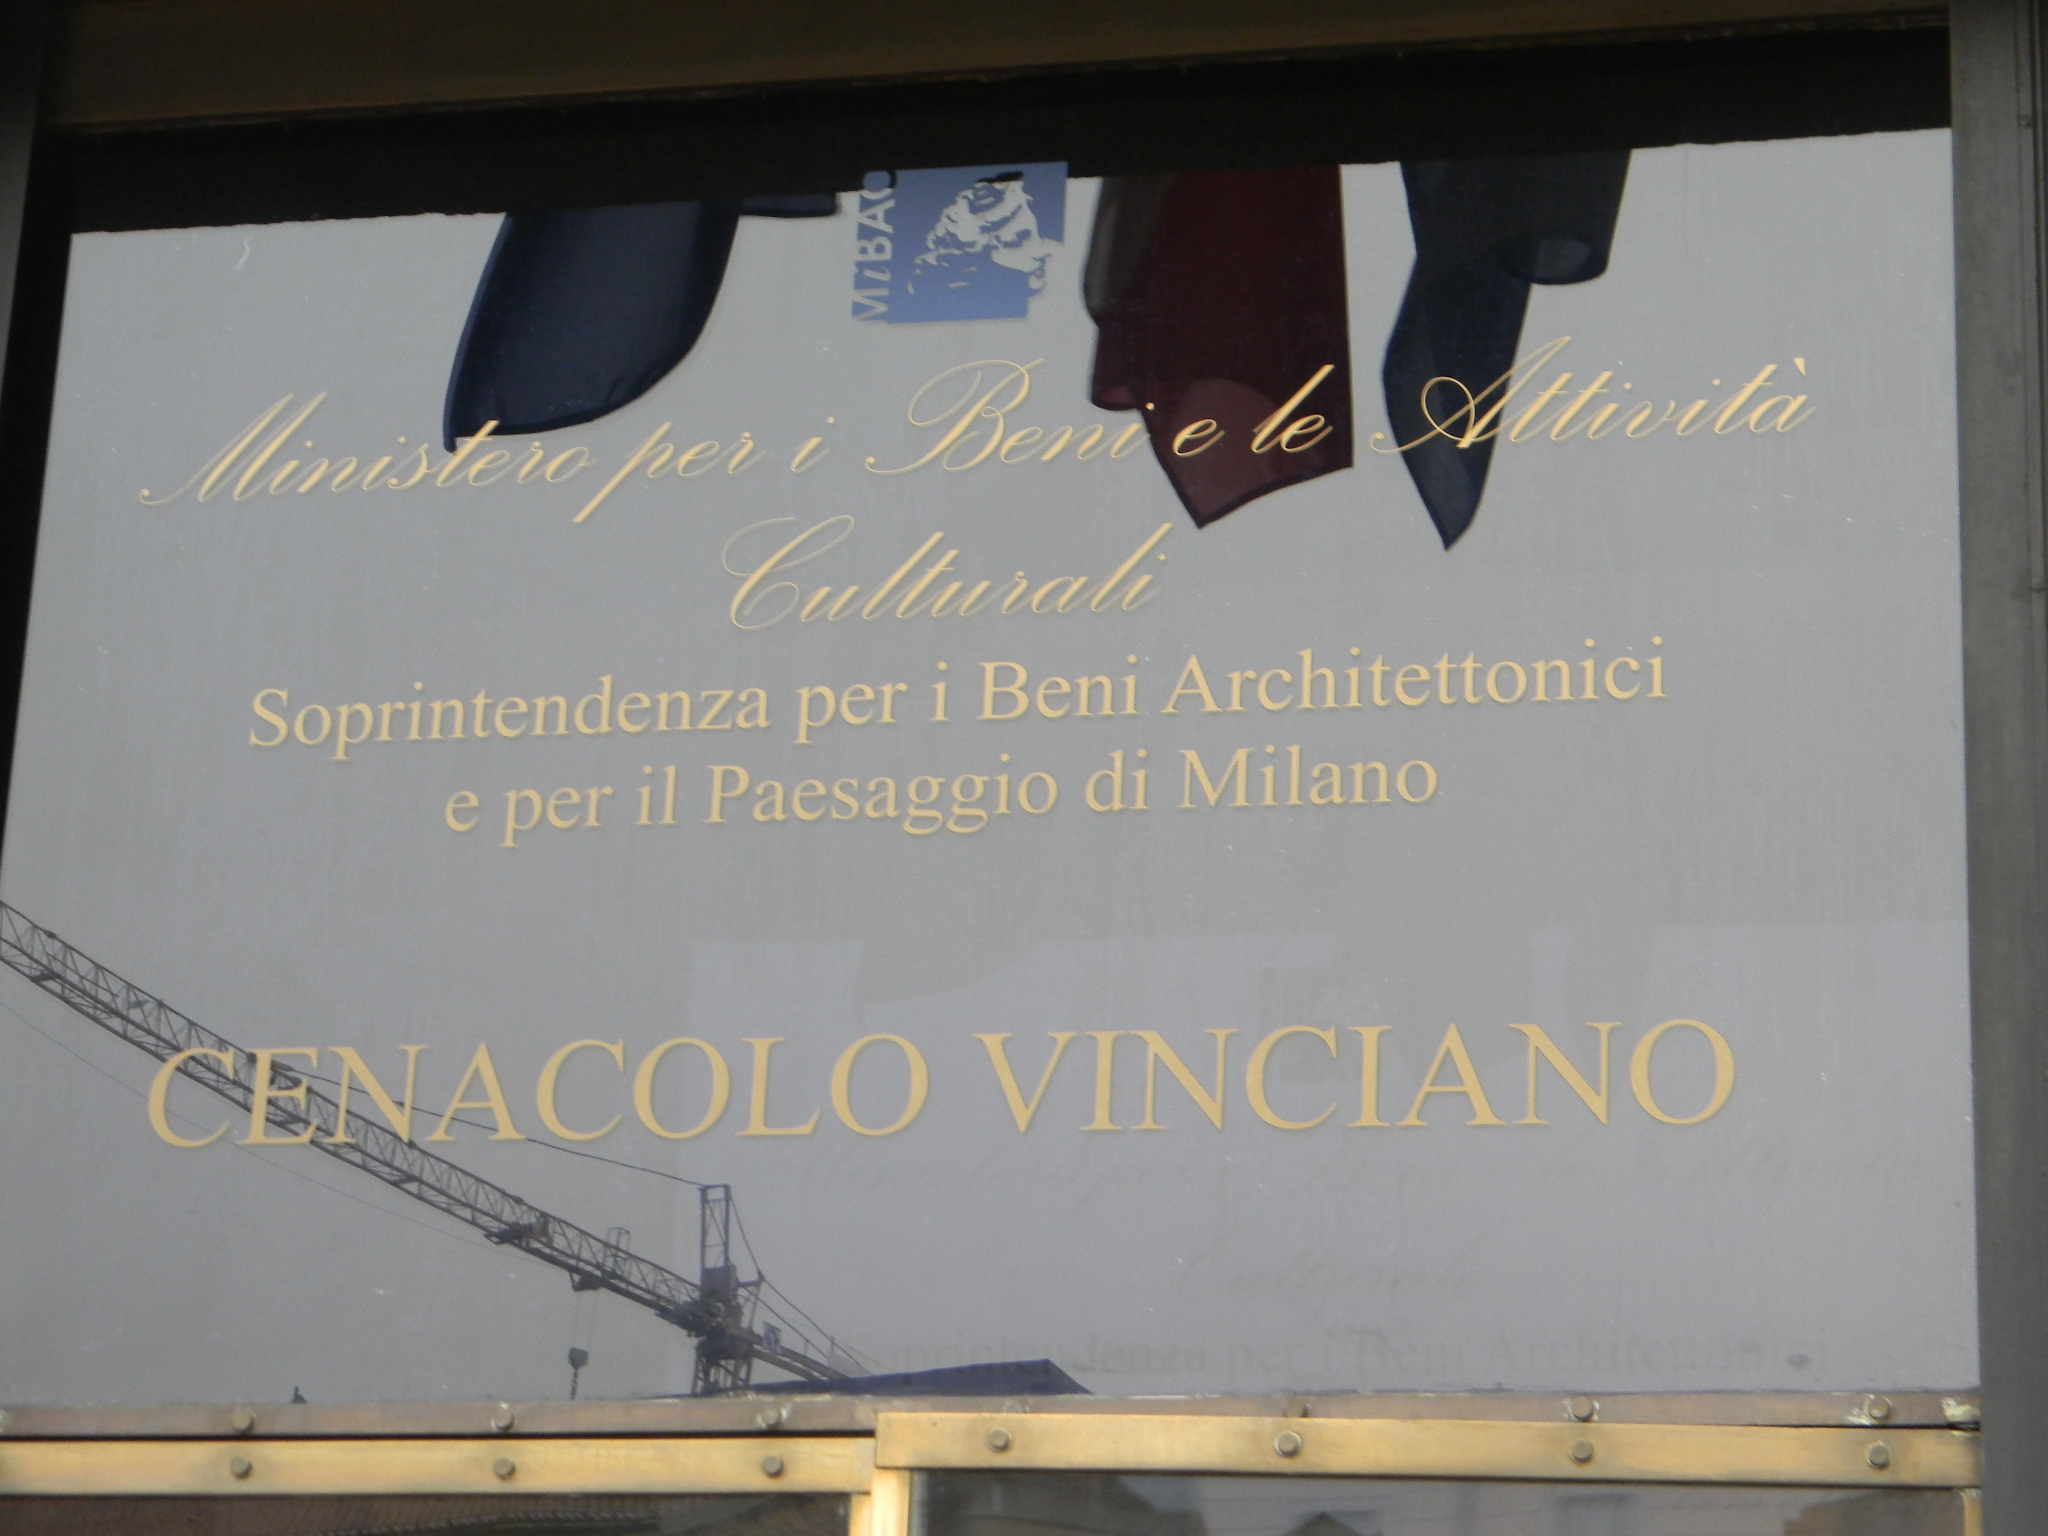 MiBAC
Ministero per i Beni e le Attività
Culturali
Soprintendenza per i Beni Architettonici
e per il Paesaggio di Milano
CENACOLO VINCIANO